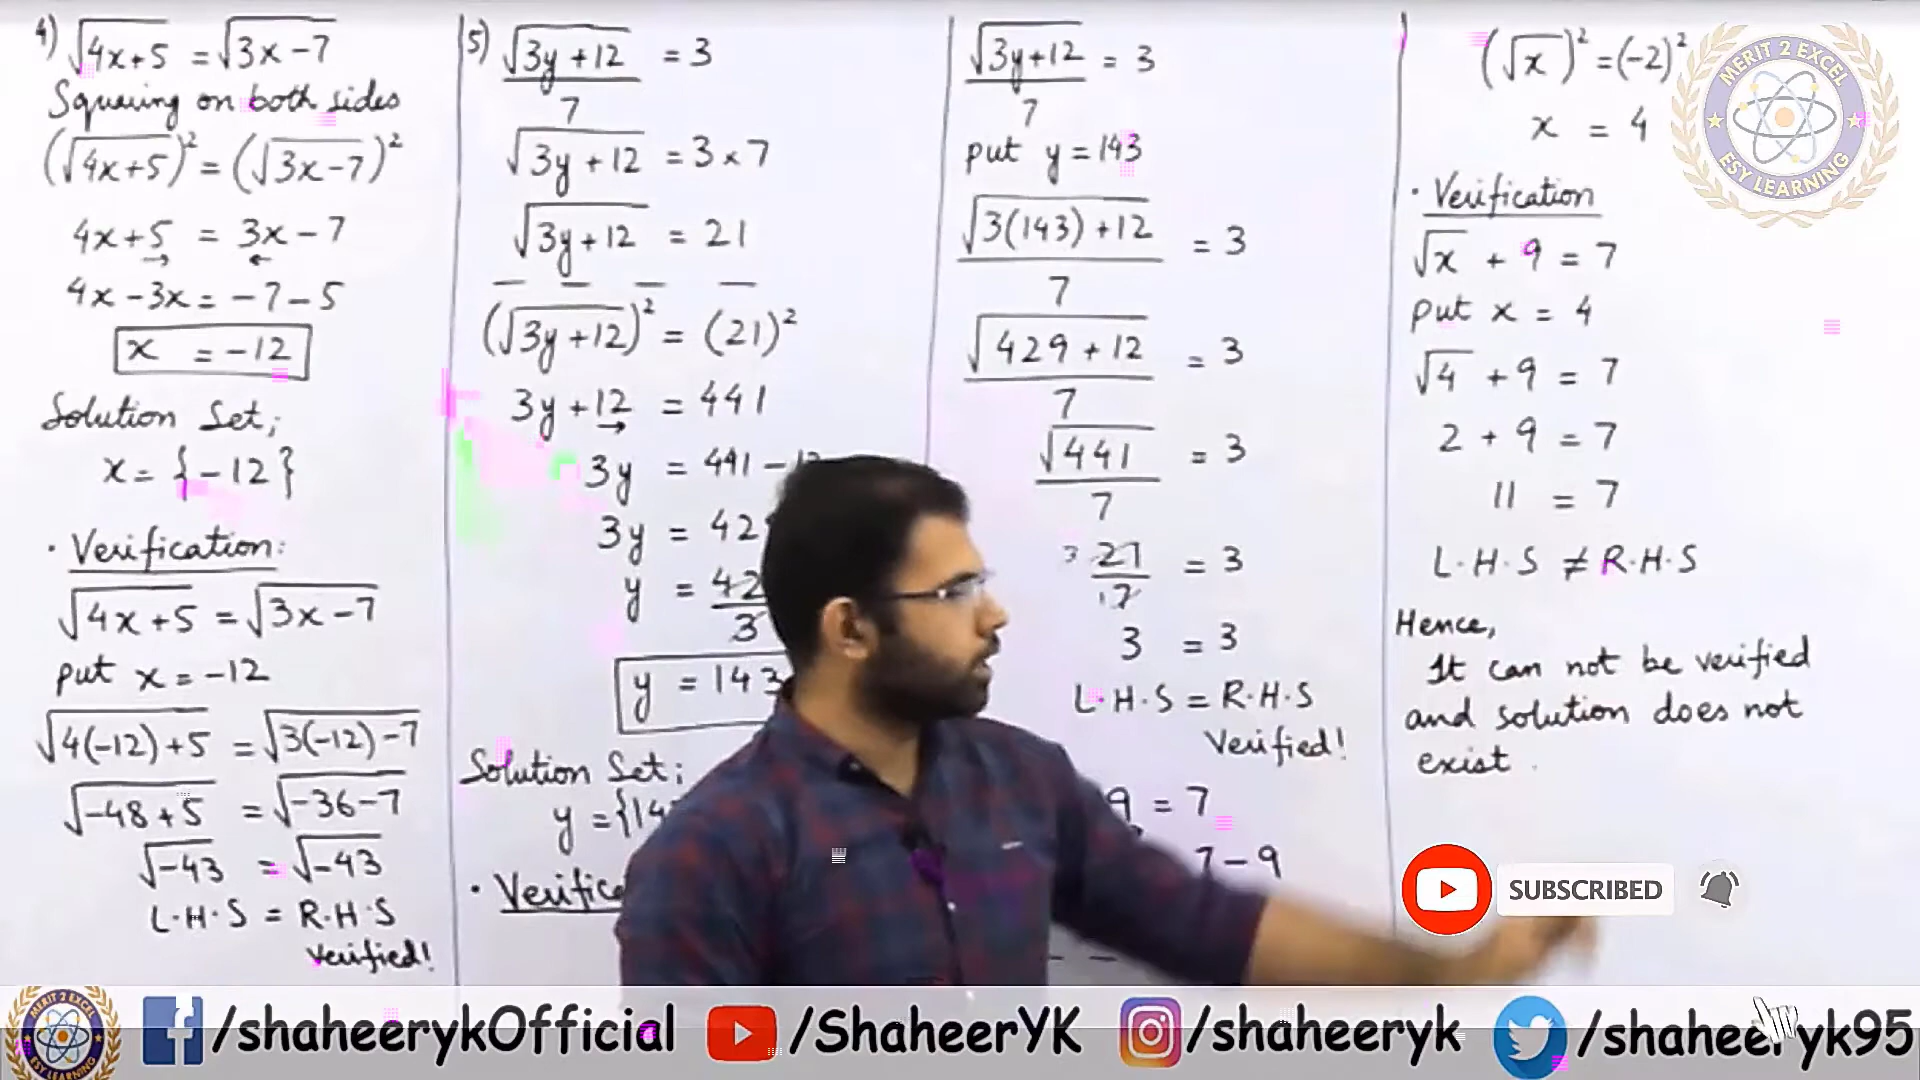 4) √4x+5 = √3x-7
Squaring on both sides
(√4x+5)² = (√3x-7)²
4x+5 = 3x-7
4x-3x = -7-5
x = -12
Solution Set;
x = {-12}
· Verification:
√4x+5 = √3x-7
put x = -12
√4(-12)+5 = √3(-12)-7
√-48+5 = √-36-7
√-43 = √-43
L.H.S = R.H.S
Verified!
5) √3y+12 / 7 = 3
√3y+12 = 3×7
√3y+12 = 21
(√3y+12)² = (21)²
3y+12 = 441
3y = 441 -
3y = 42
y = 42 / 3
y = 143
Solution Set;
y = {14
·
√3y+12 / 7 = 3
put y = 143
√3(143)+12 / 7 = 3
√429+12 / 7 = 3
√441 / 7 = 3
3 21 / 7 = 3
3 = 3
L.H.S = R.H.S
Verified!
9 = 7
7-9
(√x)² = (-2)²
x = 4
· Verification
√x + 9 = 7
put x = 4
√4 + 9 = 7
2 + 9 = 7
11 = 7
L.H.S ≠ R.H.S
Hence,
It can not be verified
and solution does not
exist.
MERIT 2 EXCEL
ESY LEARNING
SUBSCRIBED
MERIT 2 EXCEL
/shaheerykOfficial
/ShaheerYK
/shaheeryk
/shaheeryk95